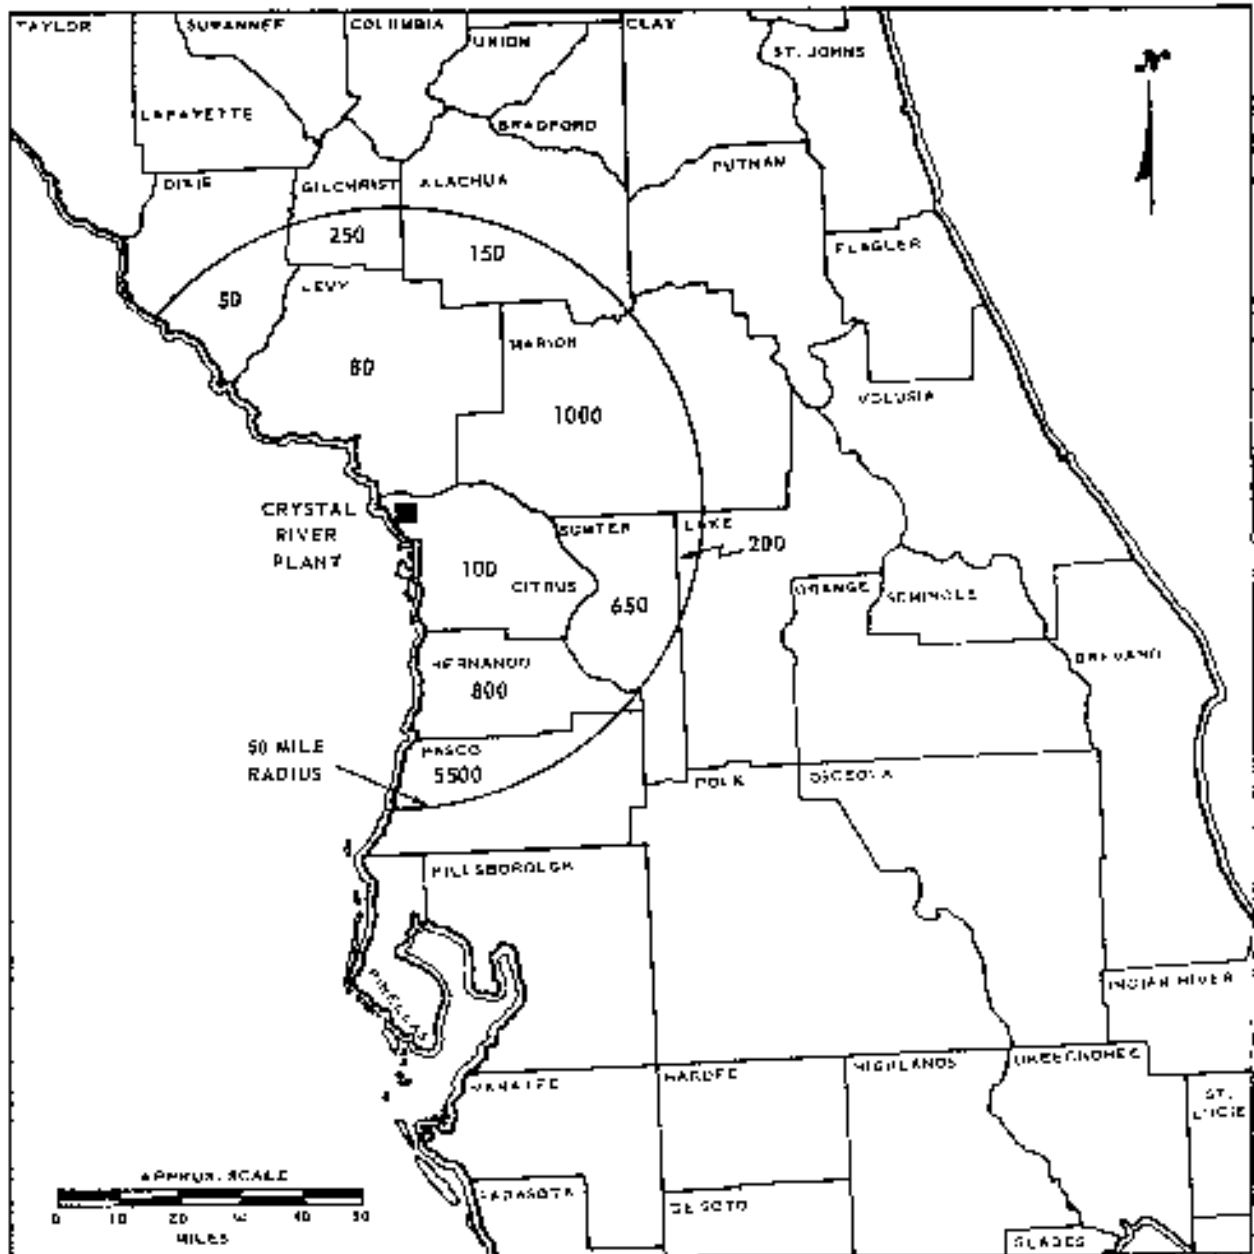 TAYLOR
SUWANNEE
COLUMBIA
UNION
CLAY
ST. JOHNS
N
LAFAYETTE
BRADFORD
PUTNAM
DIXIE
GILCHRIST
ALACHUA
FLAGLER
250
150
50
LEVY
MARION
80
1000
VOLUSIA
CRYSTAL
RIVER
PLANT
SUMTER
LAKE
200
100
CITRUS
650
ORANGE
SEMINOLE
HERNANDO
800
BREVARD
50 MILE
RADIUS
PASCO
5500
POLK
OSCEOLA
HILLSBOROUGH
PINELLAS
INDIAN RIVER
MANATEE
HARDEE
HIGHLANDS
OKEECHOBEE
ST.
LUCIE
APPROX. SCALE
0 10 20 30 40 50
MILES
SARASOTA
DE SOTO
GLADES